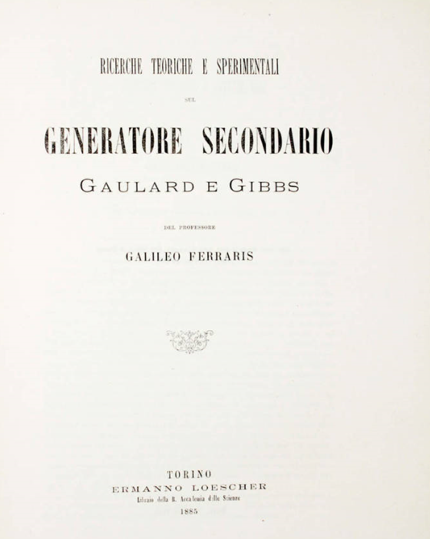 RICERCHE TEORICHE E SPERIMENTALI
SUL
GENERATORE SECONDARIO
GAULARD E GIBBS
DEL PROFESSORE
GALILEO FERRARIS
TORINO
ERMANNO LOESCHER
Libraio della R. Accademia delle Scienze
1885